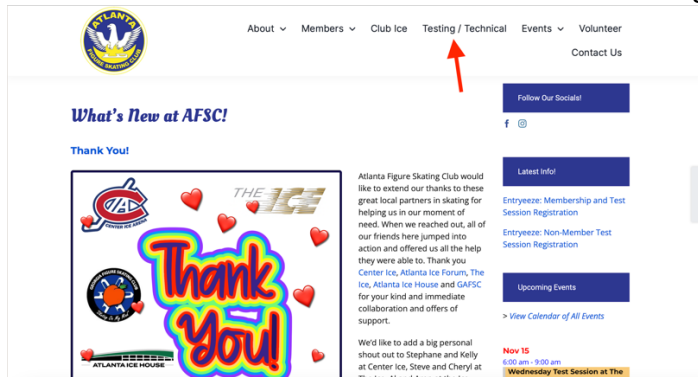 ATLANTA
FIGURE SKATING CLUB
About Members Club Ice Testing / Technical Events Volunteer
Contact Us
What's New at AFSC!
Thank You!
CENTER ICE ARENA
THE ICE
Thank
You!
ATLANTA ICE HOUSE
Atlanta Figure Skating Club would
like to extend our thanks to these
great local partners in skating for
helping us in our moment of
need. When we reached out, all of
our friends here jumped into
action and offered us all the help
they were able to. Thank you
Center Ice, Atlanta Ice Forum, The
Ice, Atlanta Ice House and GAFSC
for your kind and immediate
collaboration and offers of
support.
We'd like to add a big personal
shout out to Stephane and Kelly
at Center Ice, Steve and Cheryl at
Follow Our Socials!
Latest Info!
Entryeeze: Membership and Test
Session Registration
Entryeeze: Non-Member Test
Session Registration
Upcoming Events
> View Calendar of All Events
Nov 15
6:00 am - 9:00 am
Wednesday Test Session at The